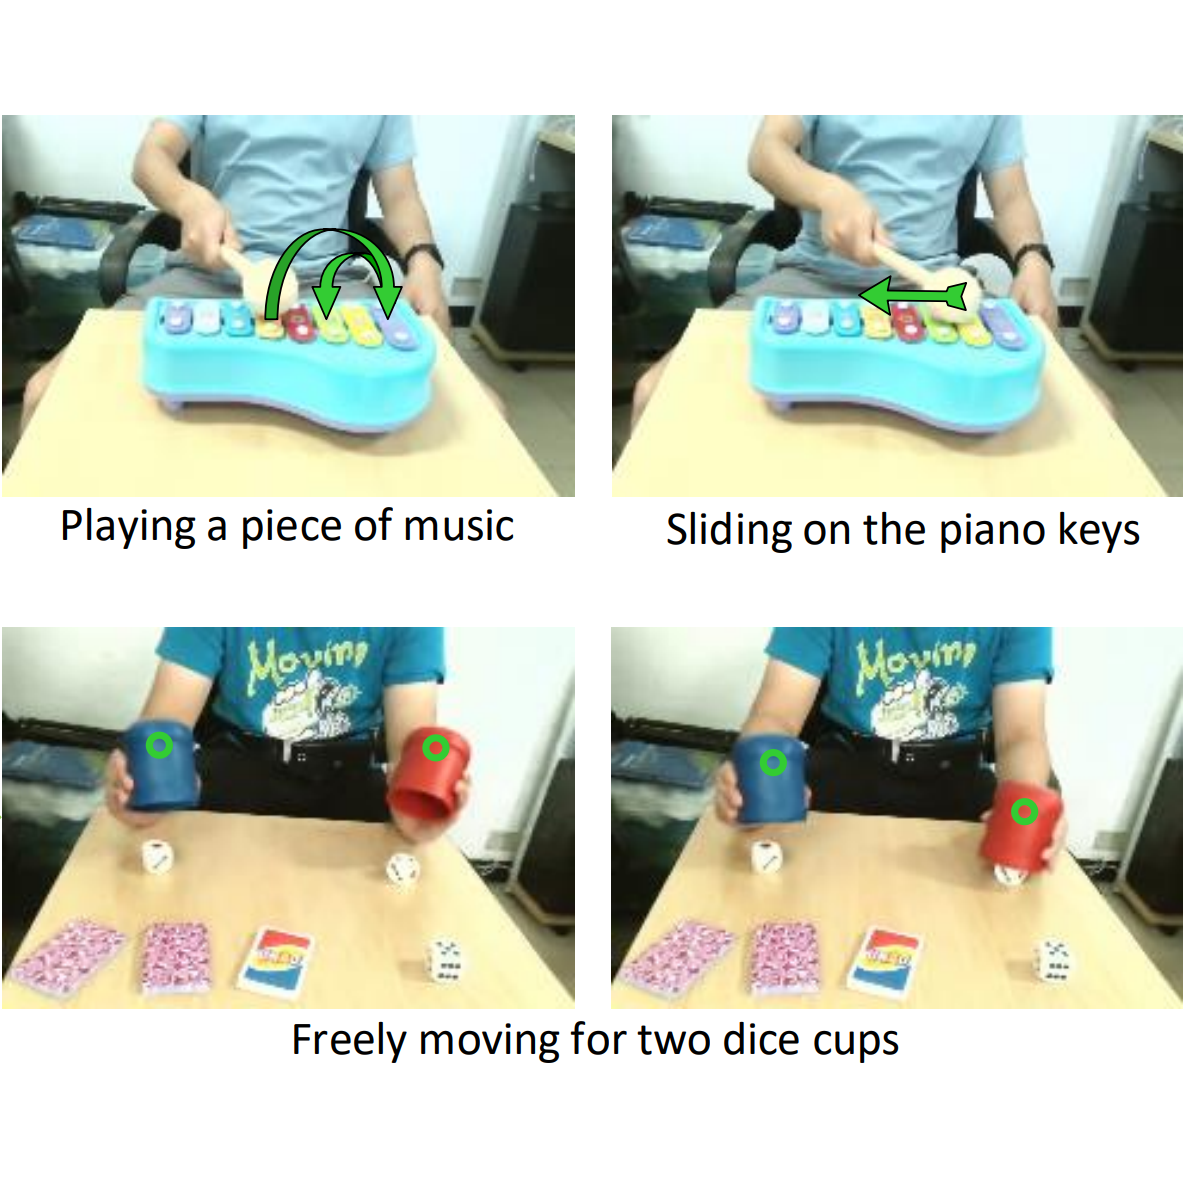 Playing a piece of music
Sliding on the piano keys
Moving
Moving
Freely moving for two dice cups